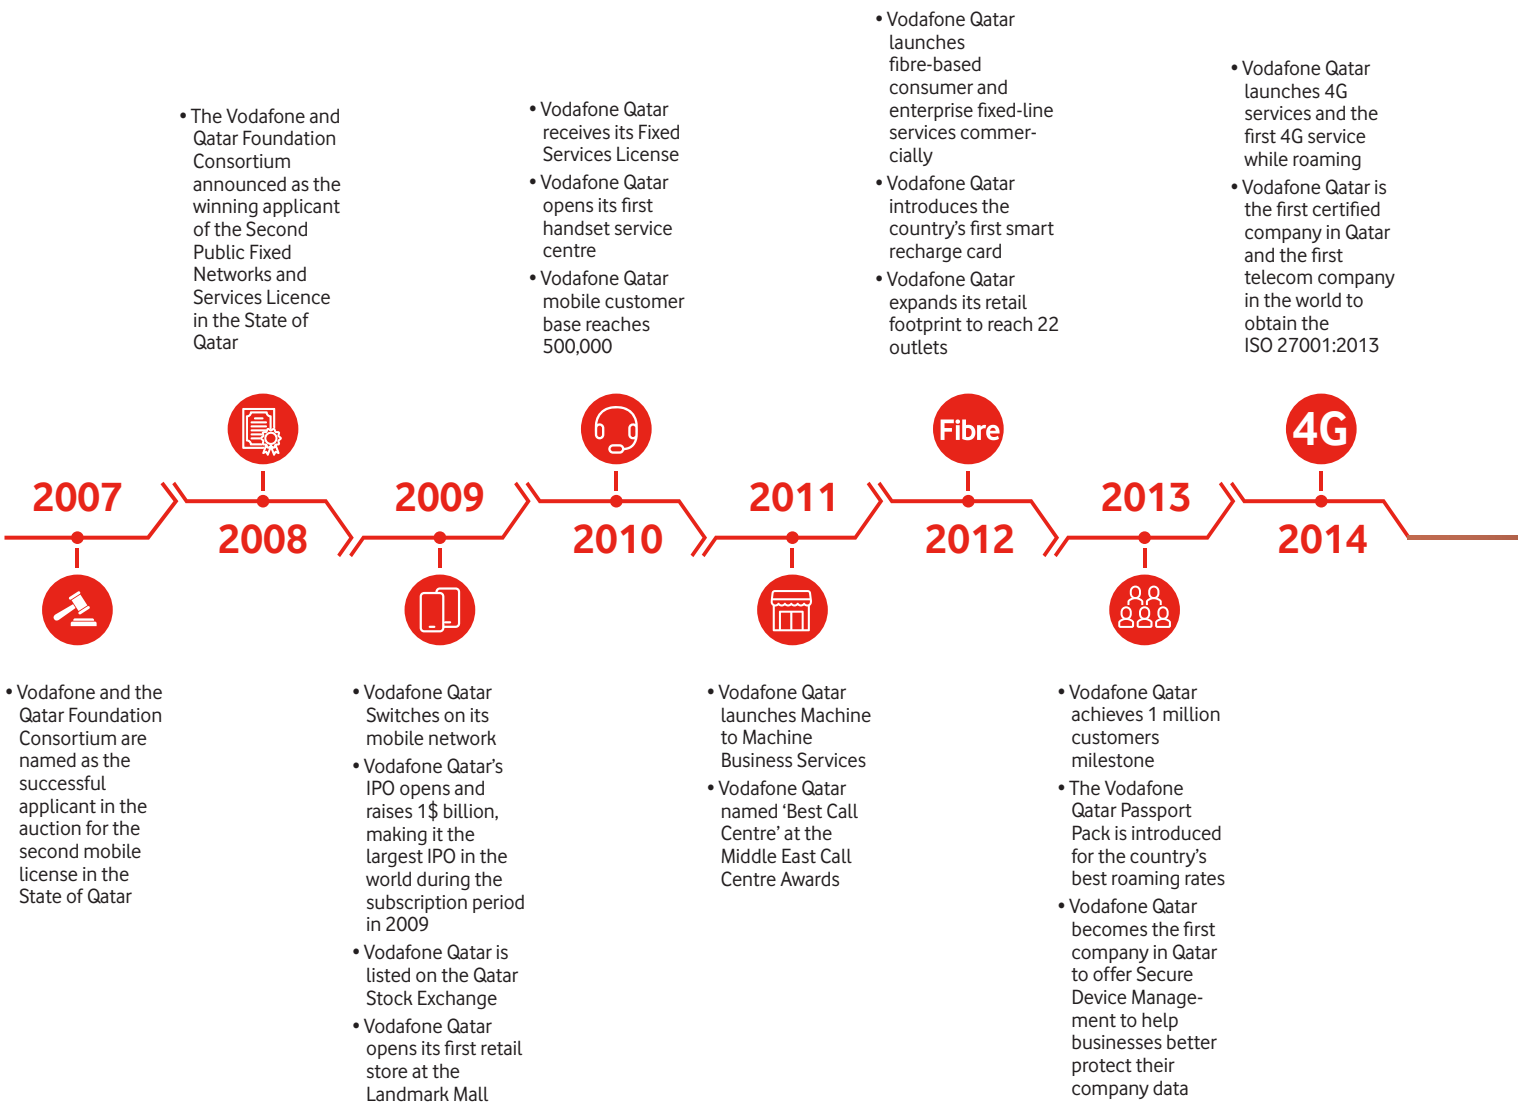 • Vodafone Qatar
launches
fibre-based
consumer and
enterprise fixed-line
services commer-
cially
• Vodafone Qatar
introduces the
country's first smart
recharge card
• Vodafone Qatar
expands its retail
footprint to reach 22
outlets
• Vodafone Qatar
launches 4G
services and the
first 4G service
while roaming
• Vodafone Qatar is
the first certified
company in Qatar
and the first
telecom company
in the world to
obtain the
ISO 27001:2013
• The Vodafone and
Qatar Foundation
Consortium
announced as the
winning applicant
of the Second
Public Fixed
Networks and
Services Licence
in the State of
Qatar
• Vodafone Qatar
receives its Fixed
Services License
• Vodafone Qatar
opens its first
handset service
centre
• Vodafone Qatar
mobile customer
base reaches
500,000
Fibre
4G
2007
2008
2009
2010
2011
2012
2013
2014
• Vodafone and the
Qatar Foundation
Consortium are
named as the
successful
applicant in the
auction for the
second mobile
license in the
State of Qatar
• Vodafone Qatar
Switches on its
mobile network
• Vodafone Qatar's
IPO opens and
raises 1$ billion,
making it the
largest IPO in the
world during the
subscription period
in 2009
• Vodafone Qatar is
listed on the Qatar
Stock Exchange
• Vodafone Qatar
opens its first retail
store at the
Landmark Mall
• Vodafone Qatar
launches Machine
to Machine
Business Services
• Vodafone Qatar
named ‘Best Call
Centre’ at the
Middle East Call
Centre Awards
• Vodafone Qatar
achieves 1 million
customers
milestone
• The Vodafone
Qatar Passport
Pack is introduced
for the country's
best roaming rates
• Vodafone Qatar
becomes the first
company in Qatar
to offer Secure
Device Manage-
ment to help
businesses better
protect their
company data